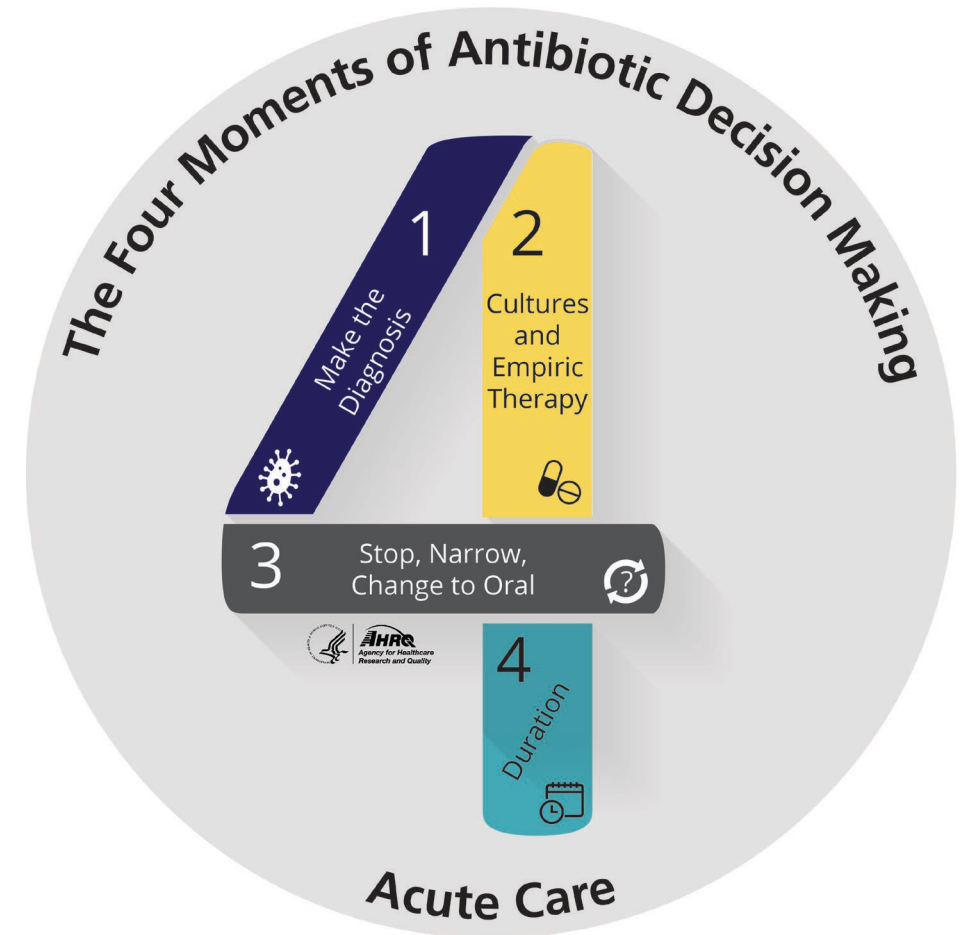 The Four Moments of Antibiotic Decision Making
1
Make the
Diagnosis
2
Cultures
and
Empiric
Therapy
3
Stop, Narrow,
Change to Oral
?
AHRQ
Agency for Healthcare
Research and Quality
4
Duration
Acute Care